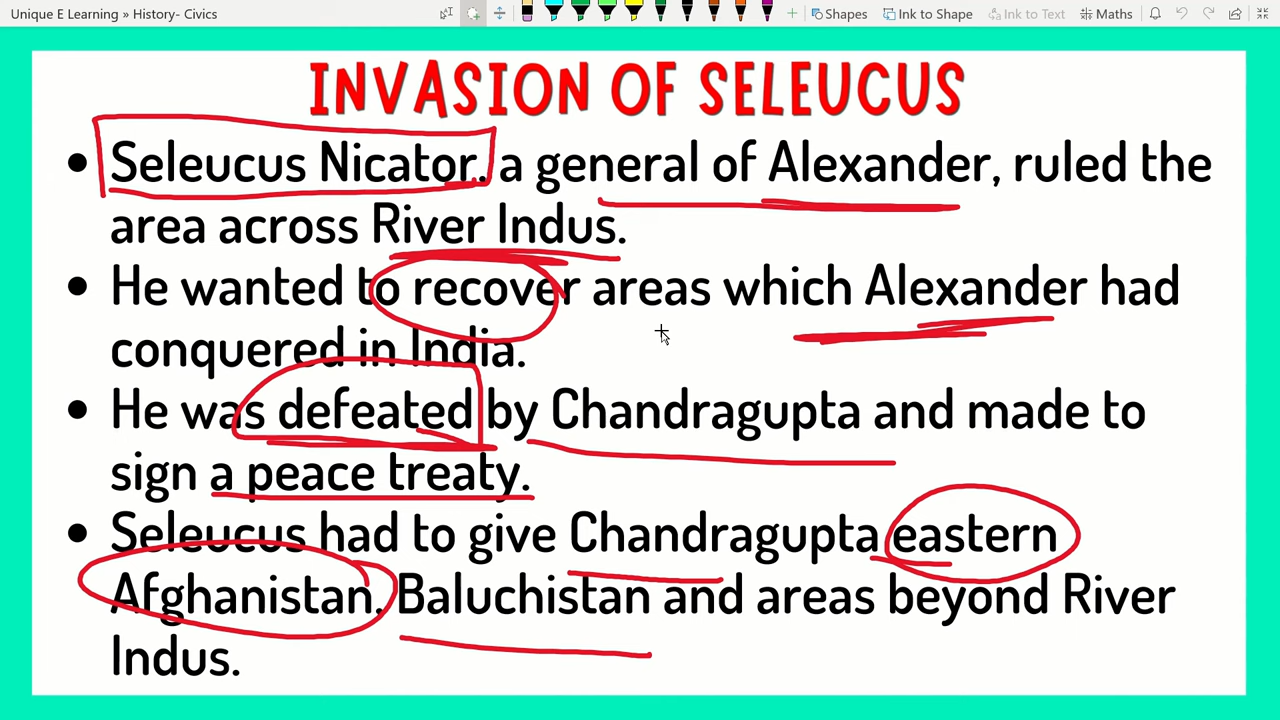 Unique E Learning » History- Civics
Shapes Ink to Shape Ink to Text Maths
INVASION OF SELEUCUS
• Seleucus Nicator, a general of Alexander, ruled the
area across River Indus.
• He wanted to recover areas which Alexander had
conquered in India.
• He was defeated by Chandragupta and made to
sign a peace treaty.
• Seleucus had to give Chandragupta eastern
Afghanistan, Baluchistan and areas beyond River
Indus.